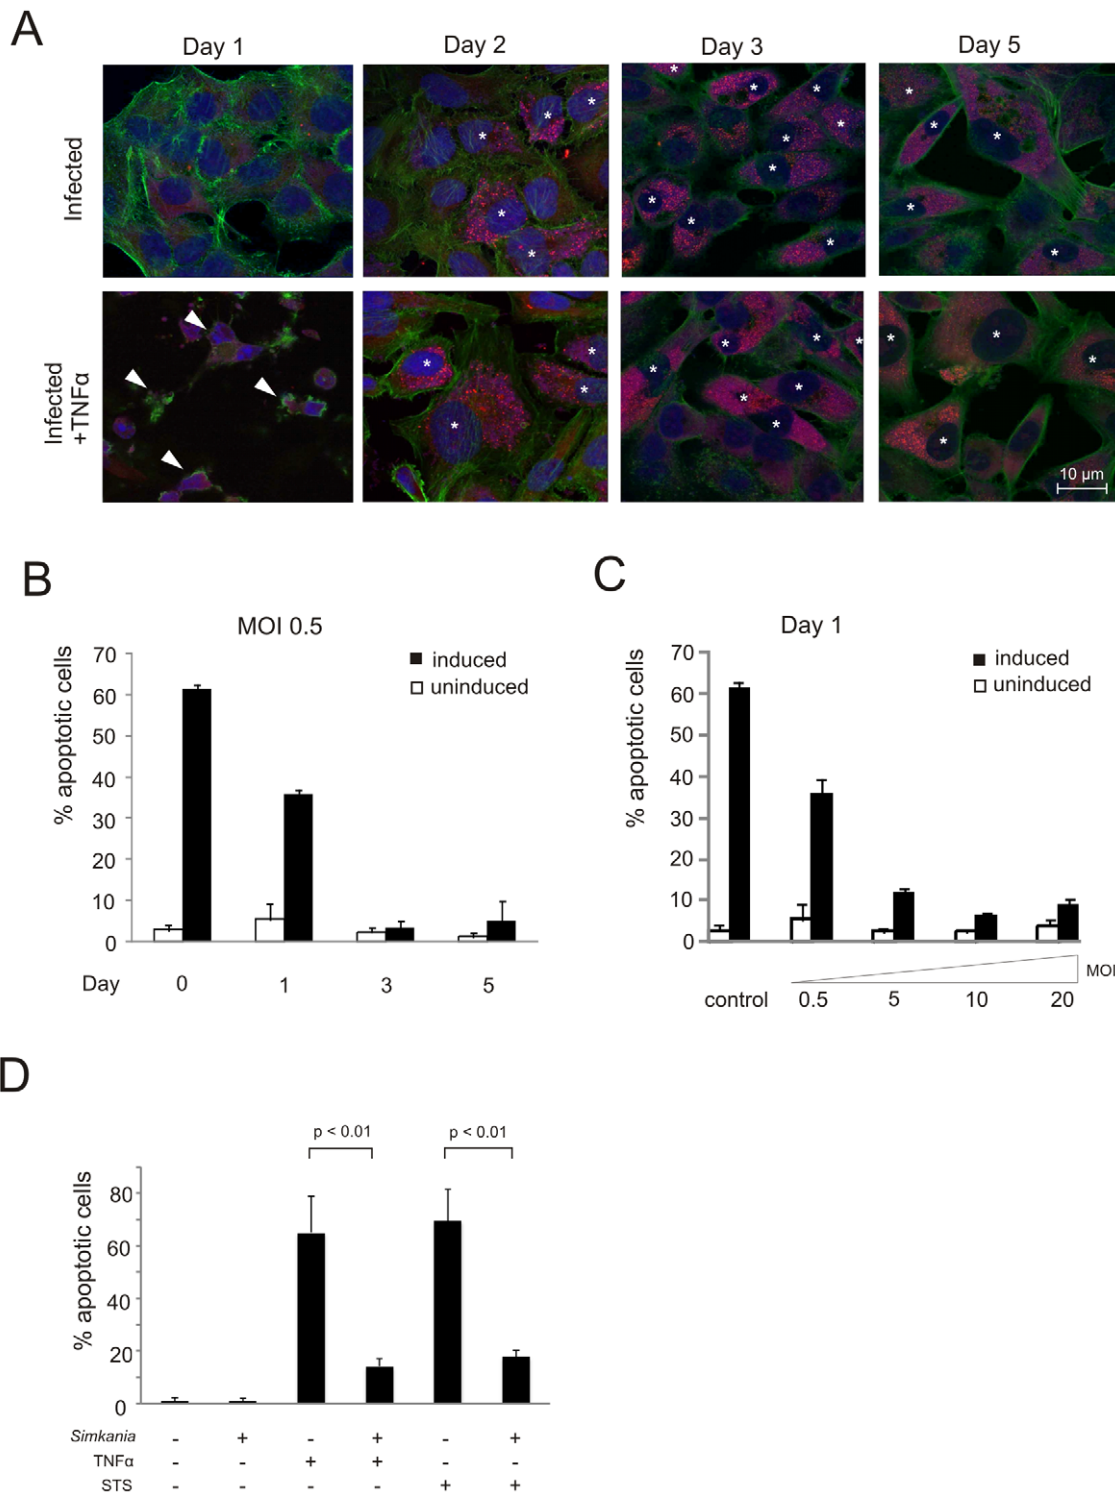 A
Day 1 Day 2 Day 3 Day 5
Infected
* * * * * * * * * * * * * * * * *
Infected
+TNFα
* * * * * * * * * * * * * *
10 µm
B
MOI 0.5
induced
uninduced
% apoptotic cells
70
60
50
40
30
20
10
0
Day 0 1 3 5
C
Day 1
induced
uninduced
% apoptotic cells
70
60
50
40
30
20
10
0
MOI
control 0.5 5 10 20
D
p < 0.01 p < 0.01
% apoptotic cells
80
60
40
20
0
Simkania - + - + - +
TNFα - - + + - -
STS - - - - + +